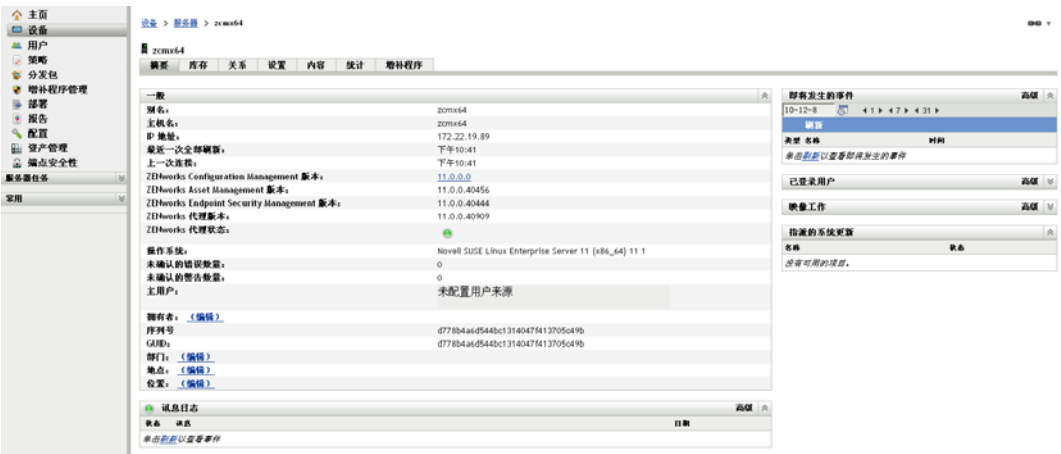 主页
设备
用户
策略
分发包
增补程序管理
部署
报告
配置
资产管理
端点安全性
服务器任务
常用
设备 > 服务器 > zcmx64
zcmx64
摘要 库存 关系 设置 内容 统计 增补程序
一般
别名: zcmx64
主机名: zcmx64
IP 地址: 172.22.19.89
最近一次全部刷新: 下午10:41
上一次连接: 下午10:41
ZENworks Configuration Management 版本: 11.0.0.0
ZENworks Asset Management 版本: 11.0.0.40456
ZENworks Endpoint Security Management 版本: 11.0.0.40444
ZENworks 代理版本: 11.0.0.40909
ZENworks 代理状态:
操作系统: Novell SUSE Linux Enterprise Server 11 (x86_64) 11 1
未确认的错误数量: 0
未确认的警告数量: 0
主用户: 未配置用户来源
拥有者: (编辑)
序列号 d778b4a6d544bc1314047f413705c49b
GUID: d778b4a6d544bc1314047f413705c49b
部门: (编辑)
地点: (编辑)
位置: (编辑)
讯息日志 高级
状态 讯息 日期
单击刷新以查看事件
即将发生的事件 高级
10-12-8 1 7 31
刷新
类型 名称 时间
单击刷新以查看即将发生的事件
已登录用户 高级
映像工作 高级
指派的系统更新
名称 状态
没有可用的项目。